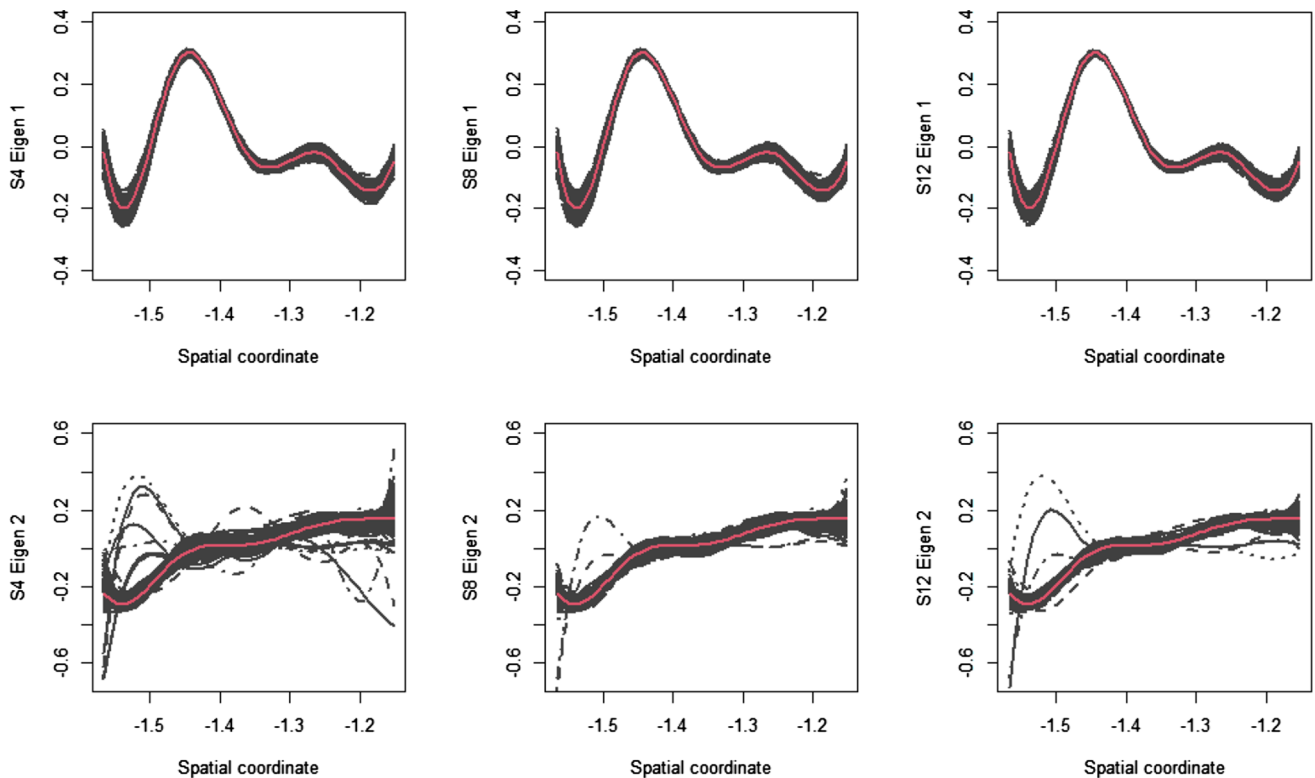 S4 Eigen 1
0.4
0.2
0.0
-0.2
-0.4
-1.5 -1.4 -1.3 -1.2
Spatial coordinate
S8 Eigen 1
0.4
0.2
0.0
-0.2
-0.4
-1.5 -1.4 -1.3 -1.2
Spatial coordinate
S12 Eigen 1
0.4
0.2
0.0
-0.2
-0.4
-1.5 -1.4 -1.3 -1.2
Spatial coordinate
S4 Eigen 2
0.6
0.2
-0.2
-0.6
-1.5 -1.4 -1.3 -1.2
Spatial coordinate
S8 Eigen 2
0.6
0.2
-0.2
-0.6
-1.5 -1.4 -1.3 -1.2
Spatial coordinate
S12 Eigen 2
0.6
0.2
-0.2
-0.6
-1.5 -1.4 -1.3 -1.2
Spatial coordinate